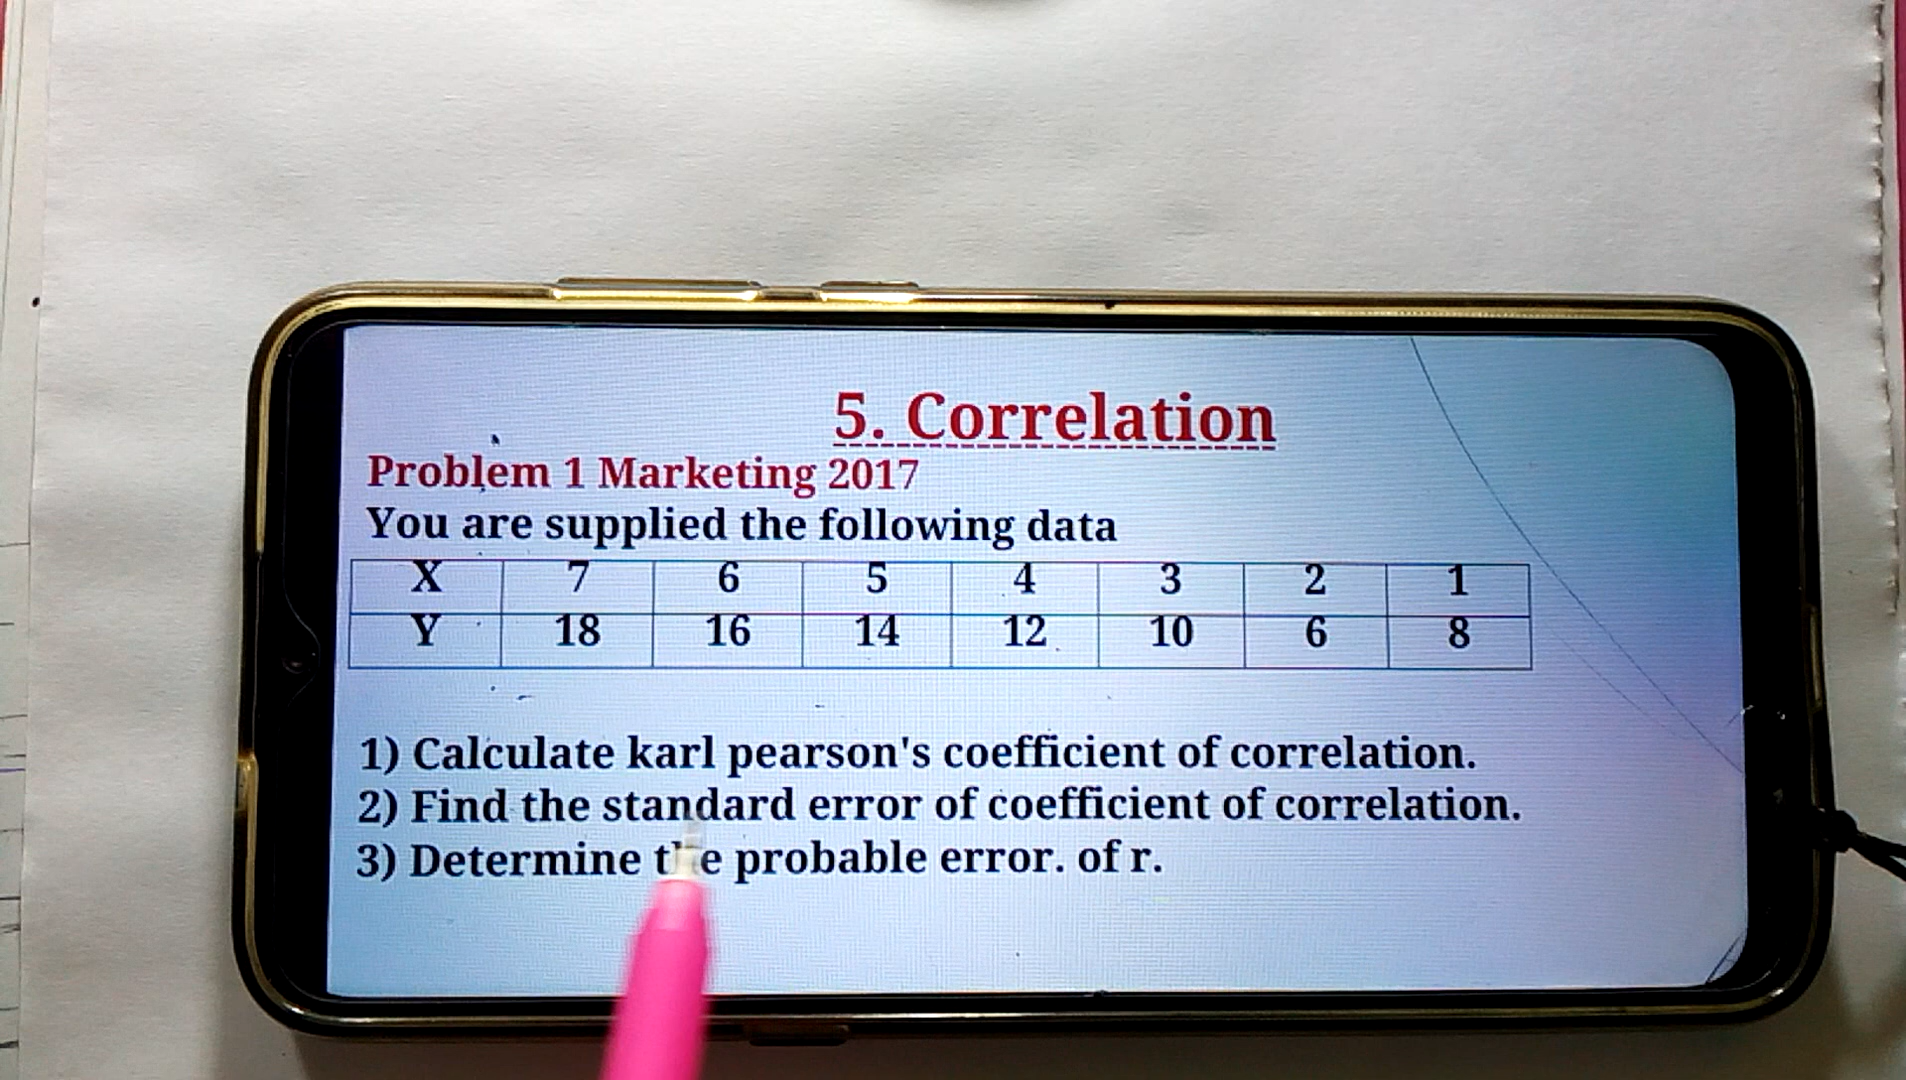 5. Correlation
Problem 1 Marketing 2017
You are supplied the following data
X 7 6 5 4 3 2 1
Y 18 16 14 12 10 6 8
1) Calculate karl pearson's coefficient of correlation.
2) Find the standard error of coefficient of correlation.
3) Determine the probable error. of r.